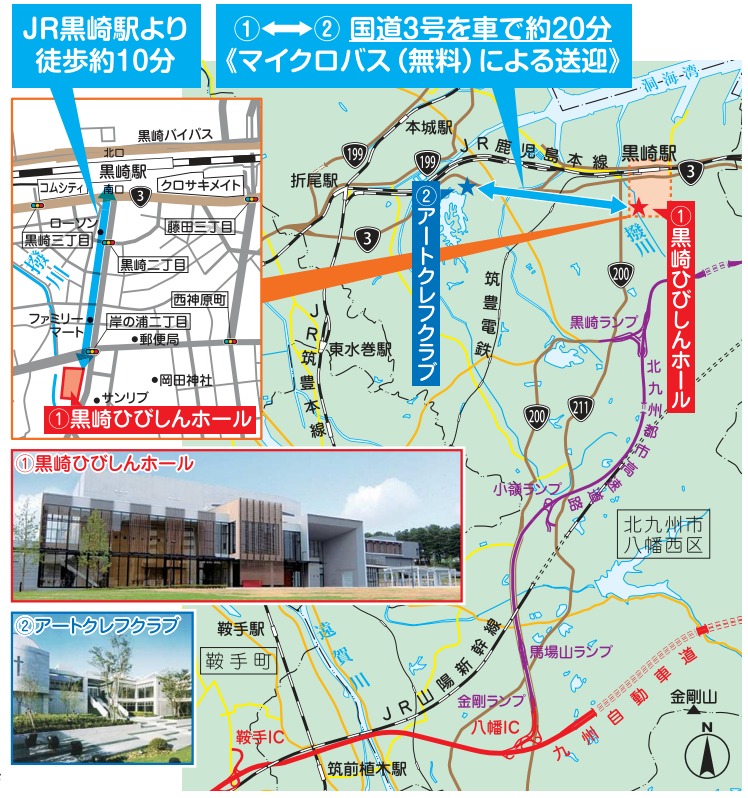 JR黒崎駅より
徒歩約10分
①⟷② 国道3号を車で約20分
《マイクロバス（無料）による送迎》
黒崎バイパス
北口
黒崎駅
コムシティ
南口
3
クロサキメイト
ローソン
黒崎三丁目
藤田三丁目
撥川
黒崎二丁目
西神原町
ファミリー
マート
岸の浦二丁目
郵便局
岡田神社
サンリブ
①黒崎ひびしんホール
洞海湾
本城駅
199
199
JR鹿児島本線
黒崎駅
3
折尾駅
②アートクレフクラブ
①黒崎ひびしんホール
撥川
3
200
筑豊電鉄
黒崎ランプ
JR筑豊本線
東水巻駅
北九州都市高速道路
200
211
小嶺ランプ
北九州市
八幡西区
①黒崎ひびしんホール
②アートクレフクラブ
鞍手駅
鞍手町
遠賀川
JR山陽新幹線
馬場山ランプ
金剛ランプ
八幡IC
九州自動車道
金剛山
鞍手IC
筑前植木駅
N